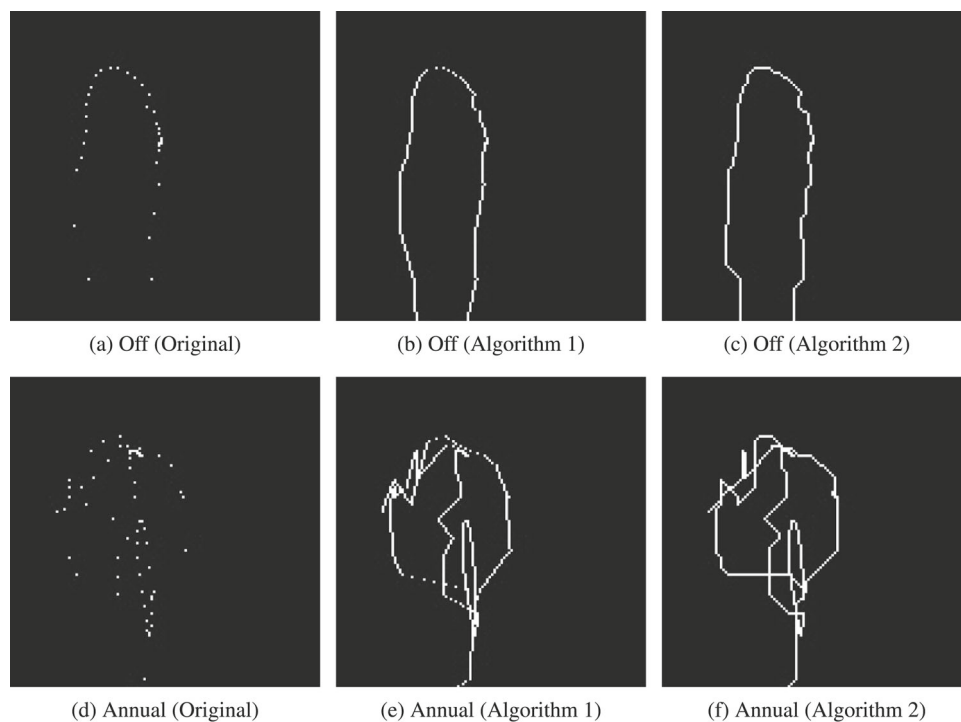 (a) Off (Original)
(b) Off (Algorithm 1)
(c) Off (Algorithm 2)
(d) Annual (Original)
(e) Annual (Algorithm 1)
(f) Annual (Algorithm 2)